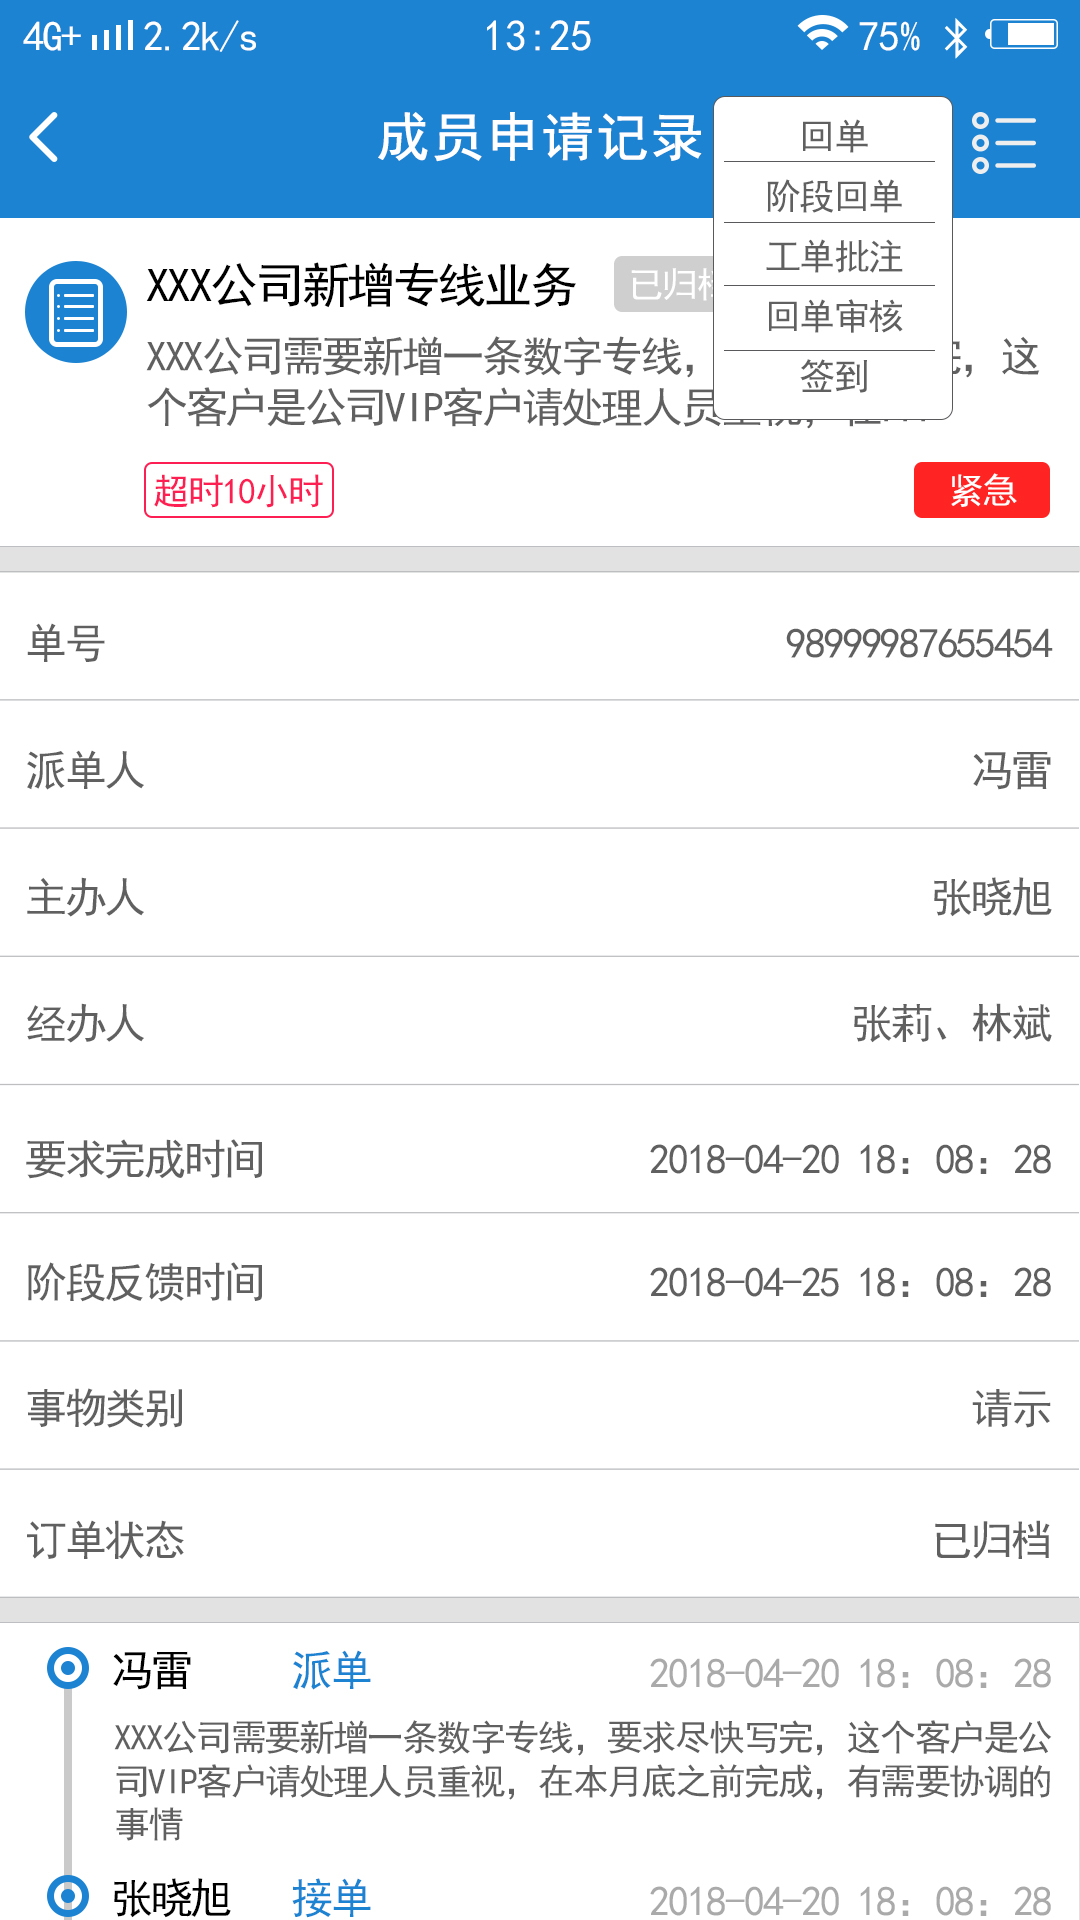 4G+ 2.2k/s 13:25 75%
成员申请记录
回单
阶段回单
工单批注
回单审核
签到
XXX公司新增专线业务 已归
XXX公司需要新增一条数字专线, , 这
个客户是公司VIP客户请处理人员
超时10小时 紧急
单号 98999987655454
派单人 冯雷
主办人 张晓旭
经办人 张莉、林斌
要求完成时间 2018-04-20 18: 08: 28
阶段反馈时间 2018-04-25 18: 08: 28
事物类别 请示
订单状态 已归档
冯雷 派单 2018-04-20 18: 08: 28
XXX公司需要新增一条数字专线, 要求尽快写完, 这个客户是公
司VIP客户请处理人员重视, 在本月底之前完成, 有需要协调的
事情
张晓旭 接单 2018-04-20 18: 08: 28